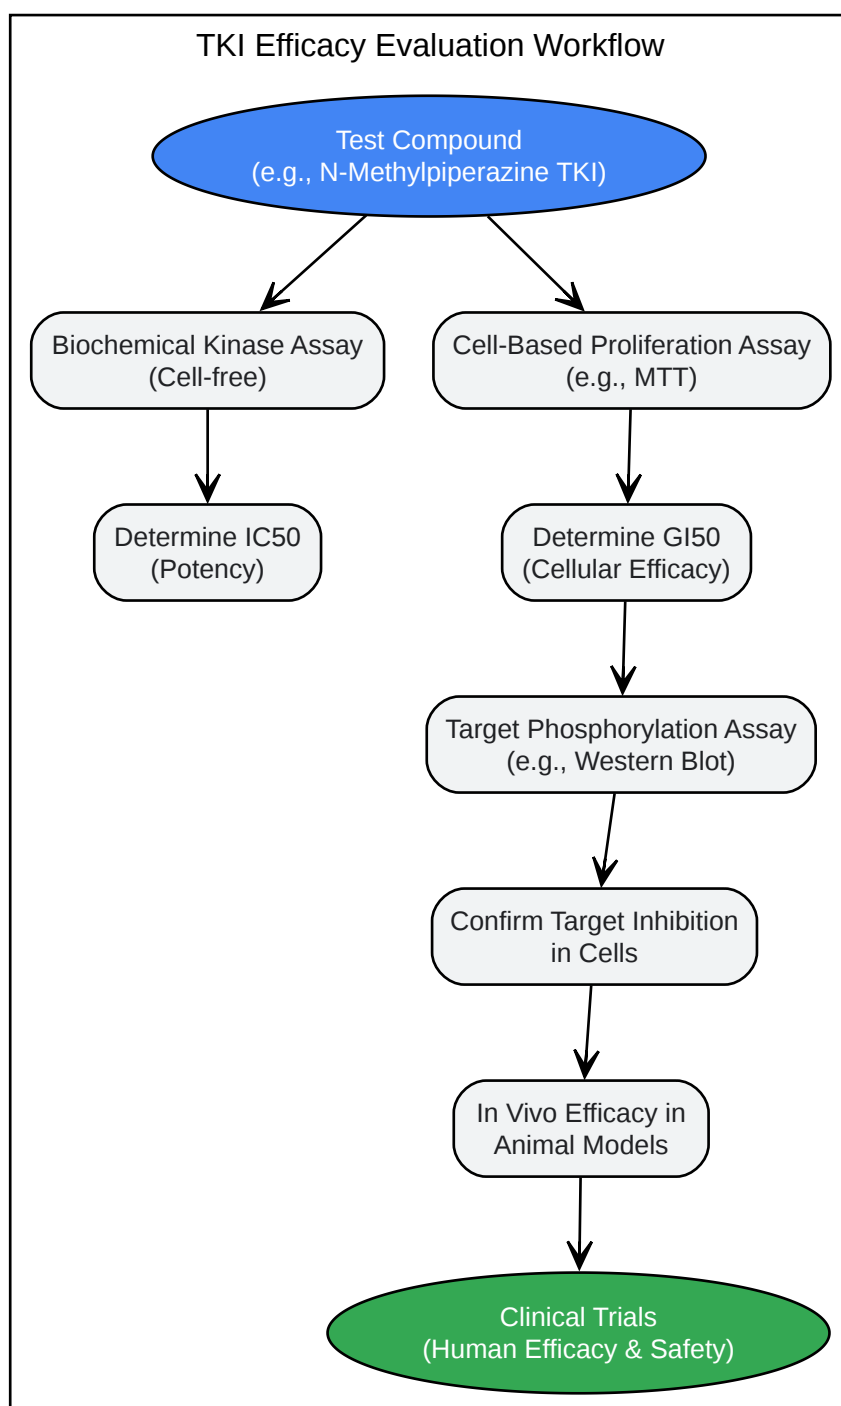 TKI Efficacy Evaluation Workflow
Test Compound
(e.g., N-Methylpiperazine TKI)
Biochemical Kinase Assay
(Cell-free)
Cell-Based Proliferation Assay
(e.g., MTT)
Determine IC50
(Potency)
Determine GI50
(Cellular Efficacy)
Target Phosphorylation Assay
(e.g., Western Blot)
Confirm Target Inhibition
in Cells
In Vivo Efficacy in
Animal Models
Clinical Trials
(Human Efficacy & Safety)